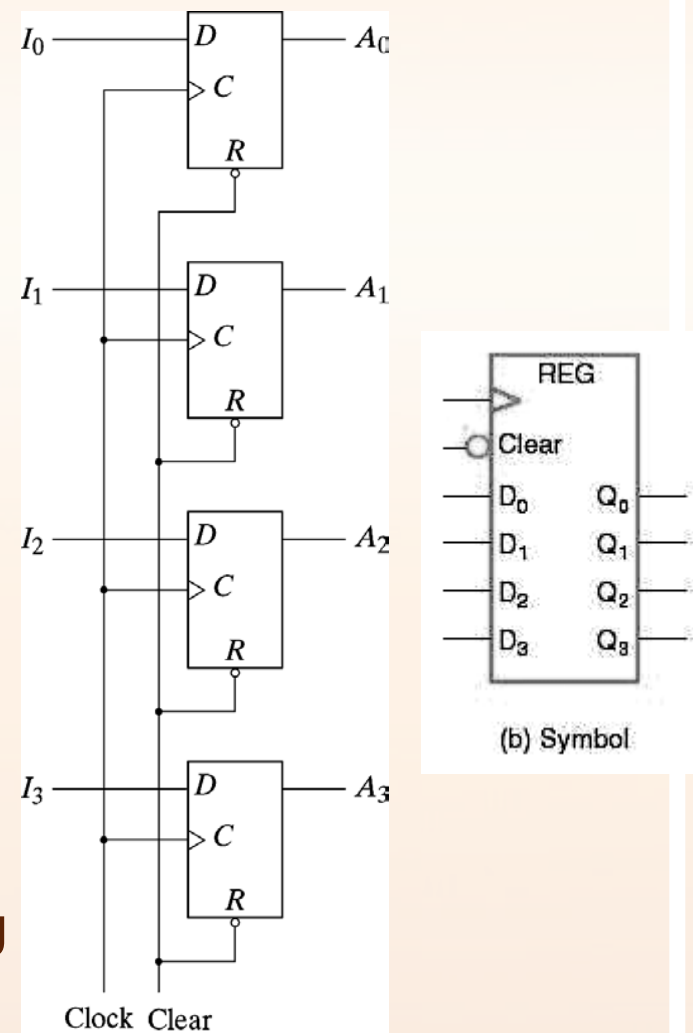 I0 D A0
C
R
I1 D A1
C
R
I2 D A2
C
R
I3 D A3
C
R
Clock Clear
REG
Clear
D0 Q0
D1 Q1
D2 Q2
D3 Q3
(b) Symbol